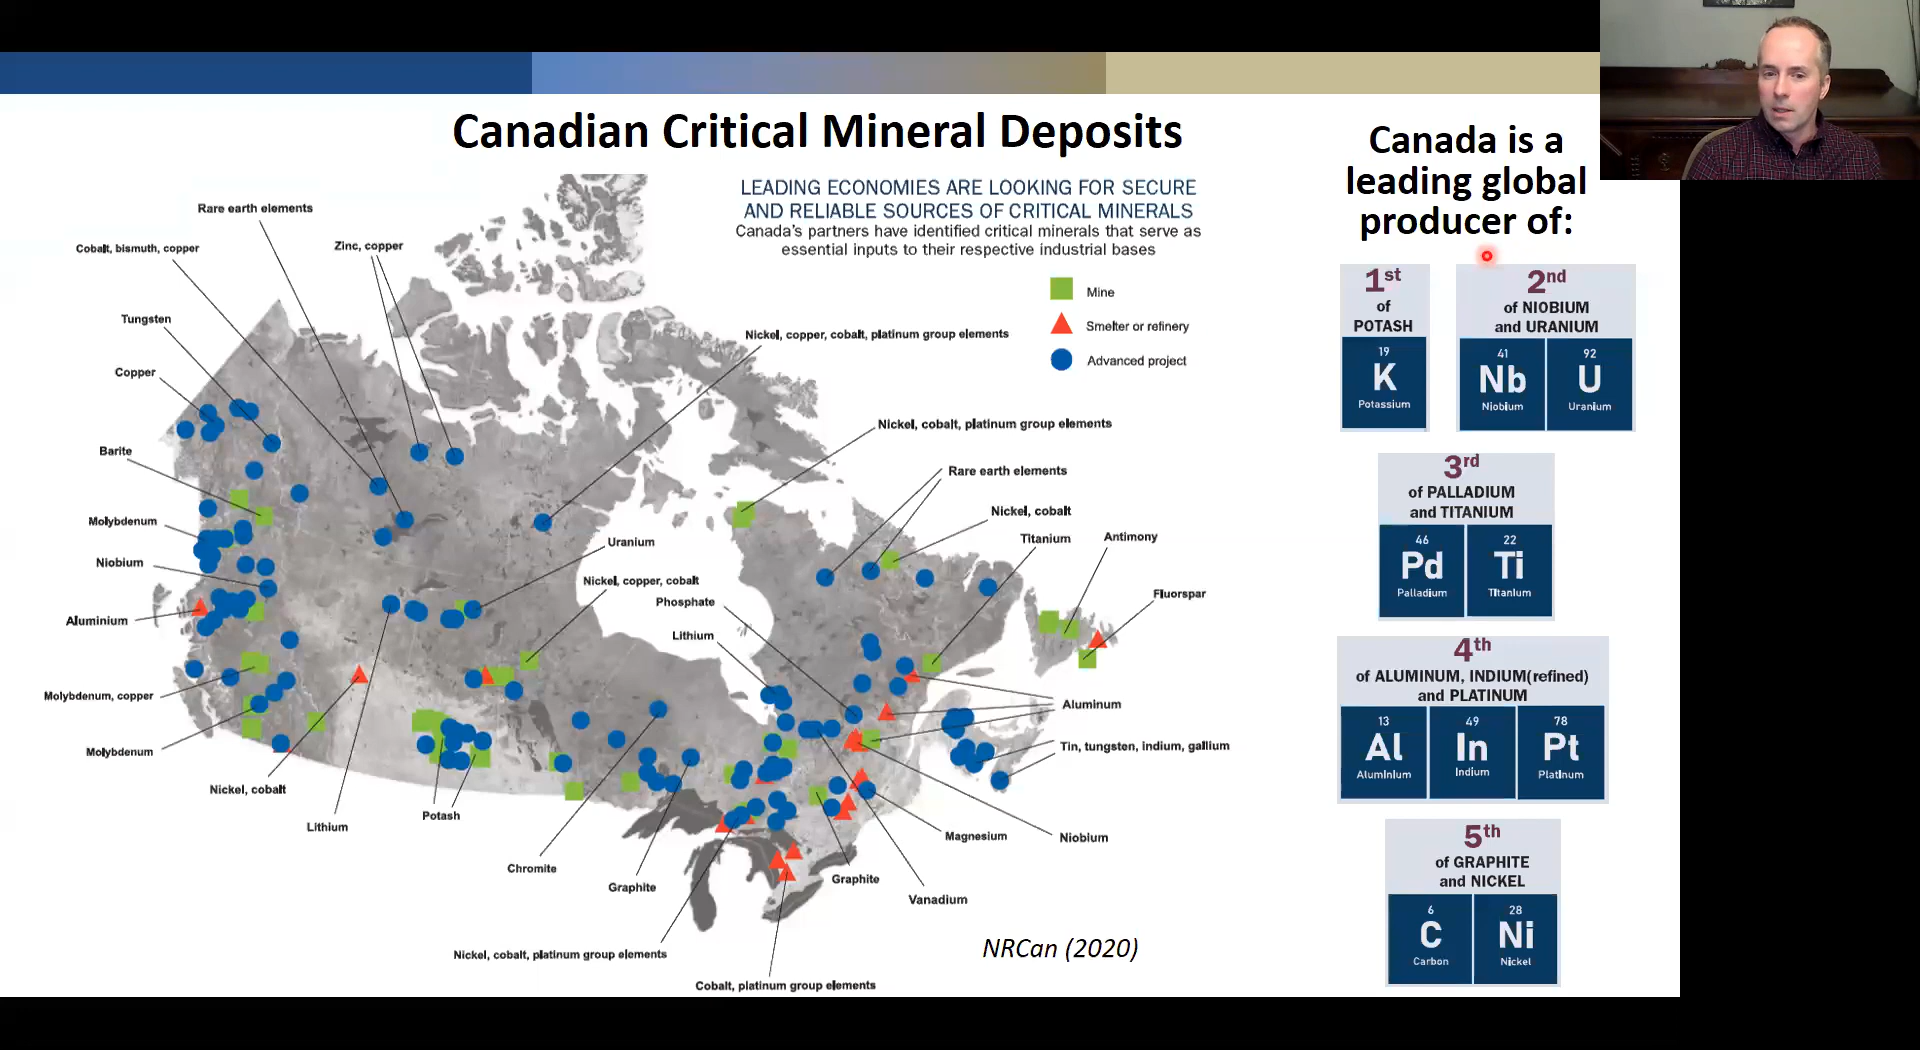 Canadian Critical Mineral Deposits
LEADING ECONOMIES ARE LOOKING FOR SECURE
AND RELIABLE SOURCES OF CRITICAL MINERALS
Canada's partners have identified critical minerals that serve as
essential inputs to their respective industrial bases
Mine
Smelter or refinery
Advanced project
Rare earth elements
Cobalt, bismuth, copper
Zinc, copper
Tungsten
Nickel, copper, cobalt, platinum group elements
Copper
Nickel, cobalt, platinum group elements
Barite
Rare earth elements
Nickel, cobalt
Molybdenum
Titanium
Antimony
Uranium
Niobium
Nickel, copper, cobalt
Phosphate
Fluorspar
Aluminium
Lithium
Molybdenum, copper
Aluminum
Molybdenum
Tin, tungsten, indium, gallium
Nickel, cobalt
Lithium
Potash
Magnesium
Niobium
Chromite
Graphite
Graphite
Vanadium
Nickel, cobalt, platinum group elements
Cobalt, platinum group elements
NRCan (2020)
Canada is a
leading global
producer of:
1st
of
POTASH
19
K
Potassium
2nd
of NIOBIUM
and URANIUM
41
Nb
Niobium
92
U
Uranium
3rd
of PALLADIUM
and TITANIUM
46
Pd
Palladium
22
Ti
Titanium
4th
of ALUMINUM, INDIUM(refined)
and PLATINUM
13
Al
Aluminium
49
In
Indium
78
Pt
Platinum
5th
of GRAPHITE
and NICKEL
6
C
Carbon
28
Ni
Nickel